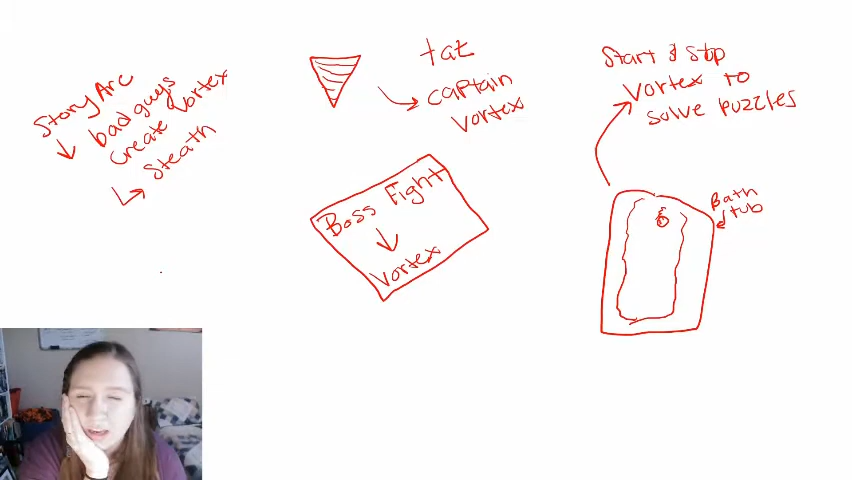 Story Arc
bad guys
create vortex
Steath
tat
captain
vortex
Boss Fight
Vortex
Start & Stop
Vortex to
solve puzzles
Bath
tub